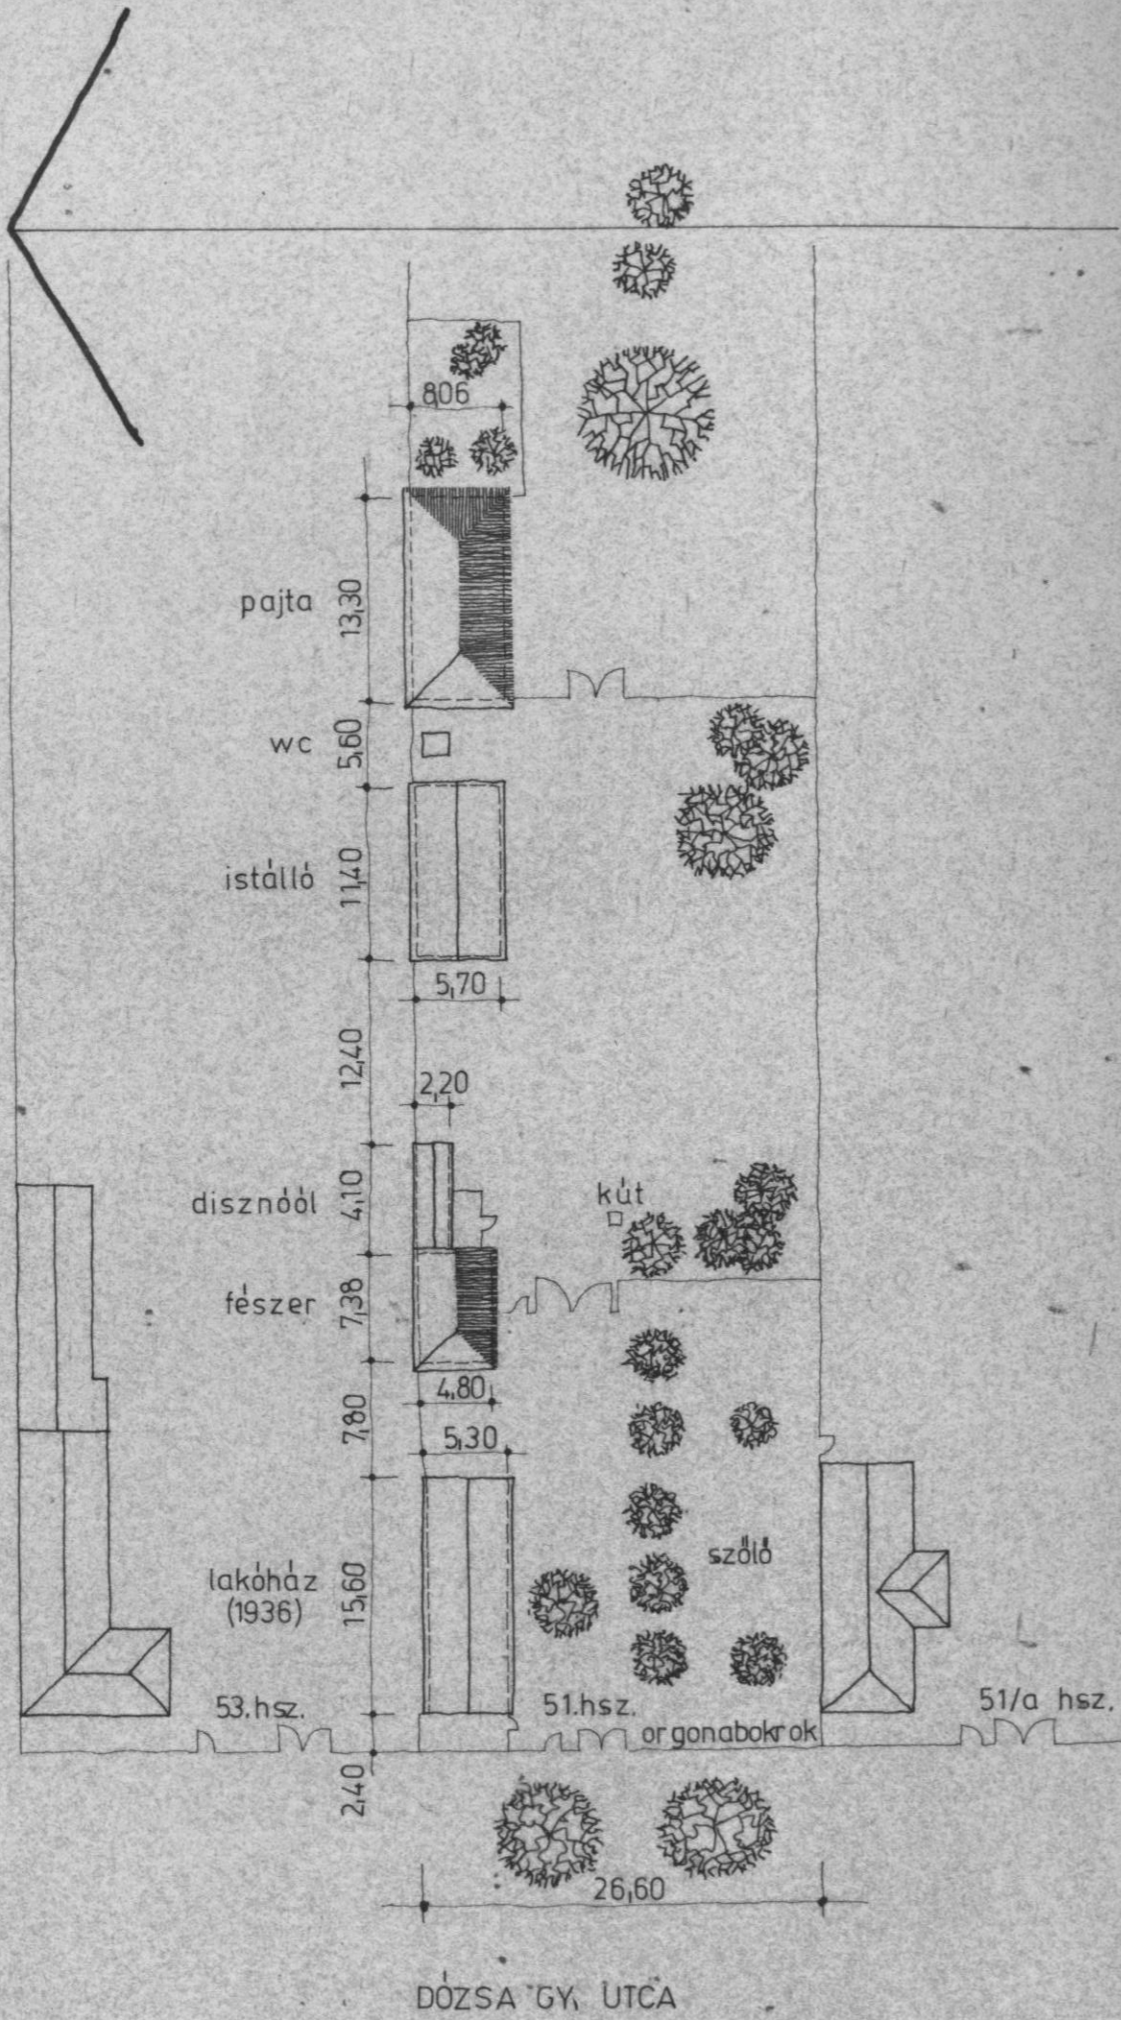 8,06
pajta
13,30
wc
5,60
istálló
11,40
5,70
12,40
2,20
disznóól
4,10
kút
fészer
7,38
4,80
7,80
5,30
szőlő
lakóház
(1936)
15,60
53.hsz.
51.hsz.
51/a hsz.
orgonabokrok
2,40
26,60
DÓZSA GY. UTCA